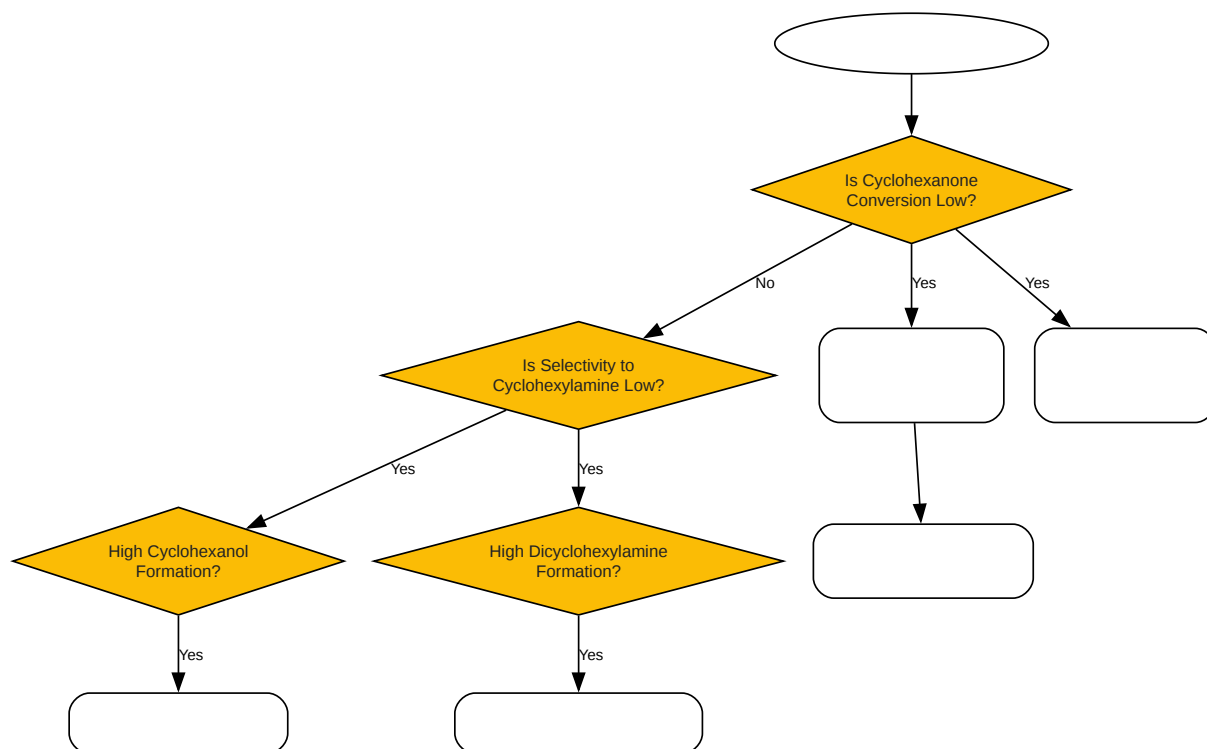 Is Cyclohexanone
Conversion Low?
No
Yes
Yes
Is Selectivity to
Cyclohexylamine Low?
Yes
Yes
High Cyclohexanol
Formation?
High Dicyclohexylamine
Formation?
Yes
Yes